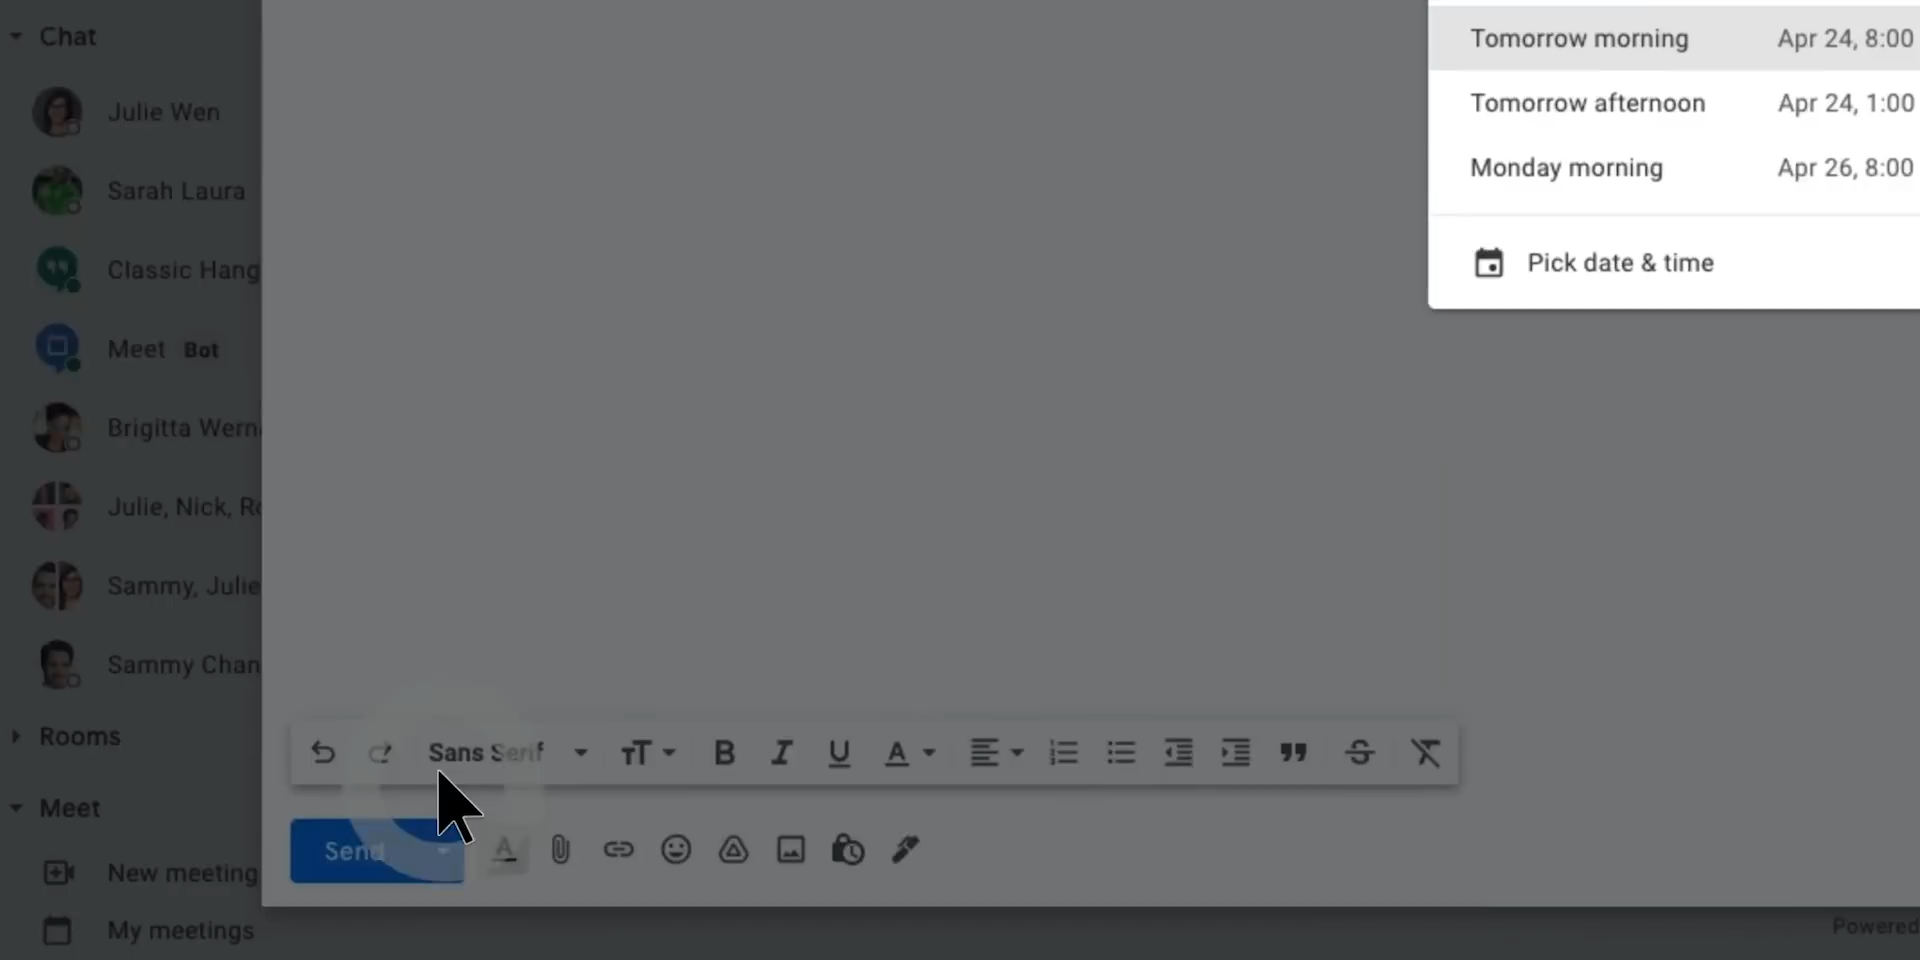 Chat
Julie Wen
Sarah Laura
Classic Hang
Meet Bot
Brigitta Wern
Julie, Nick, Ro
Sammy, Julie
Sammy Chan
Rooms
Meet
New meeting
My meetings
Tomorrow morning Apr 24, 8:00
Tomorrow afternoon Apr 24, 1:00
Monday morning Apr 26, 8:00
Pick date & time
Sans Serif
Send
Powered